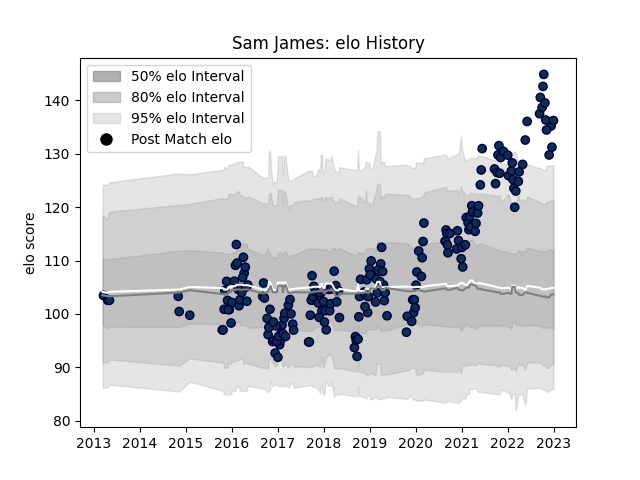 Sam James: elo History
50% elo Interval
80% elo Interval
95% elo Interval
Post Match elo
elo score
140
130
120
110
100
90
80
2013 2014 2015 2016 2017 2018 2019 2020 2021 2022 2023